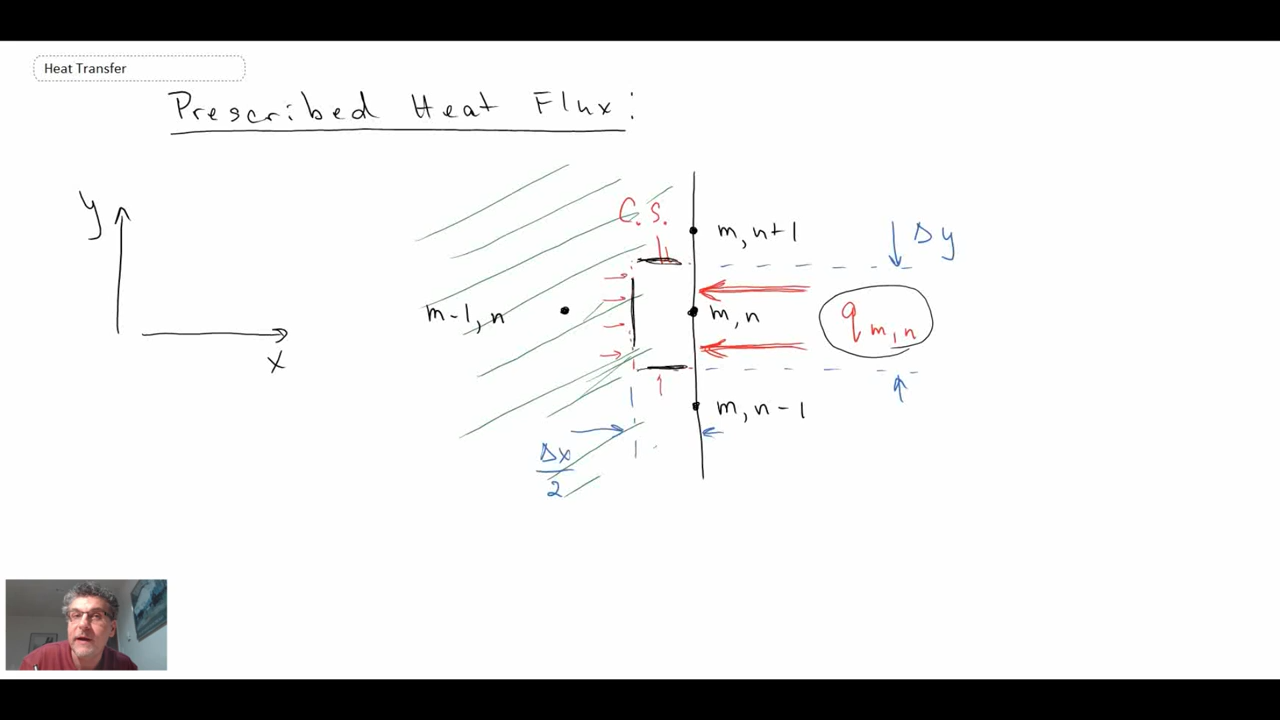 Heat Transfer
Prescribed Heat Flux:
y
x
C.S.
m, n+1
Δy
m-1, n
m, n
q m, n
m, n-1
Δx
2